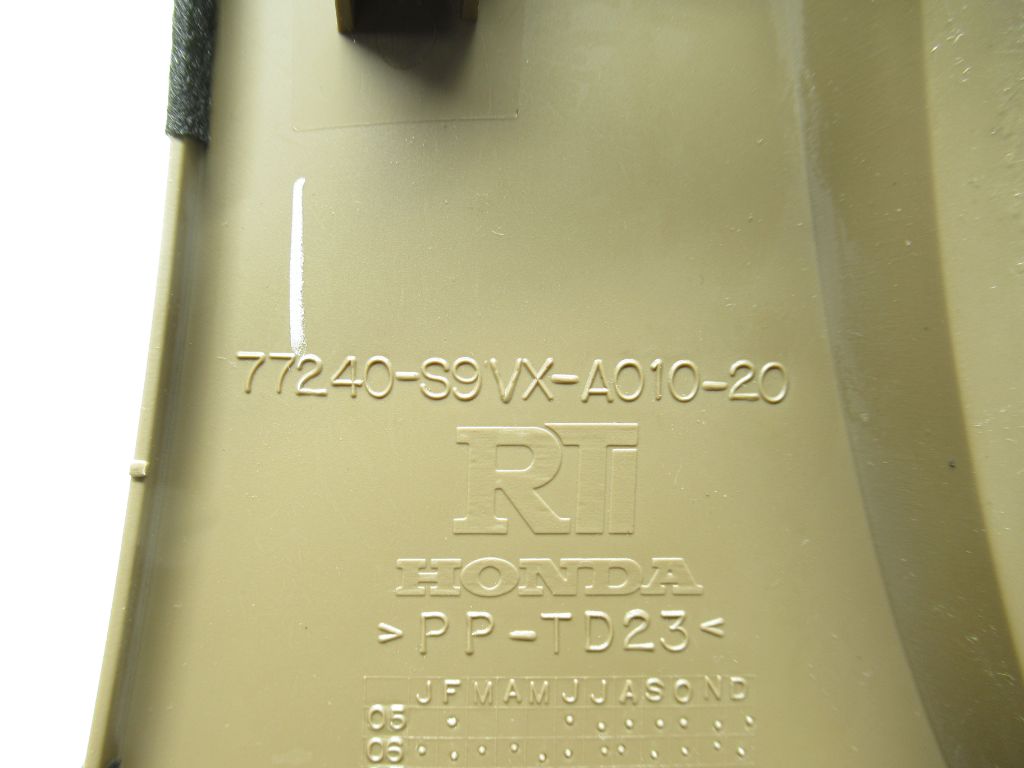 77240-S9VX-A010-20
RTI
HONDA
>PP-TD23<
J F M A M J J A S O N D
05
06